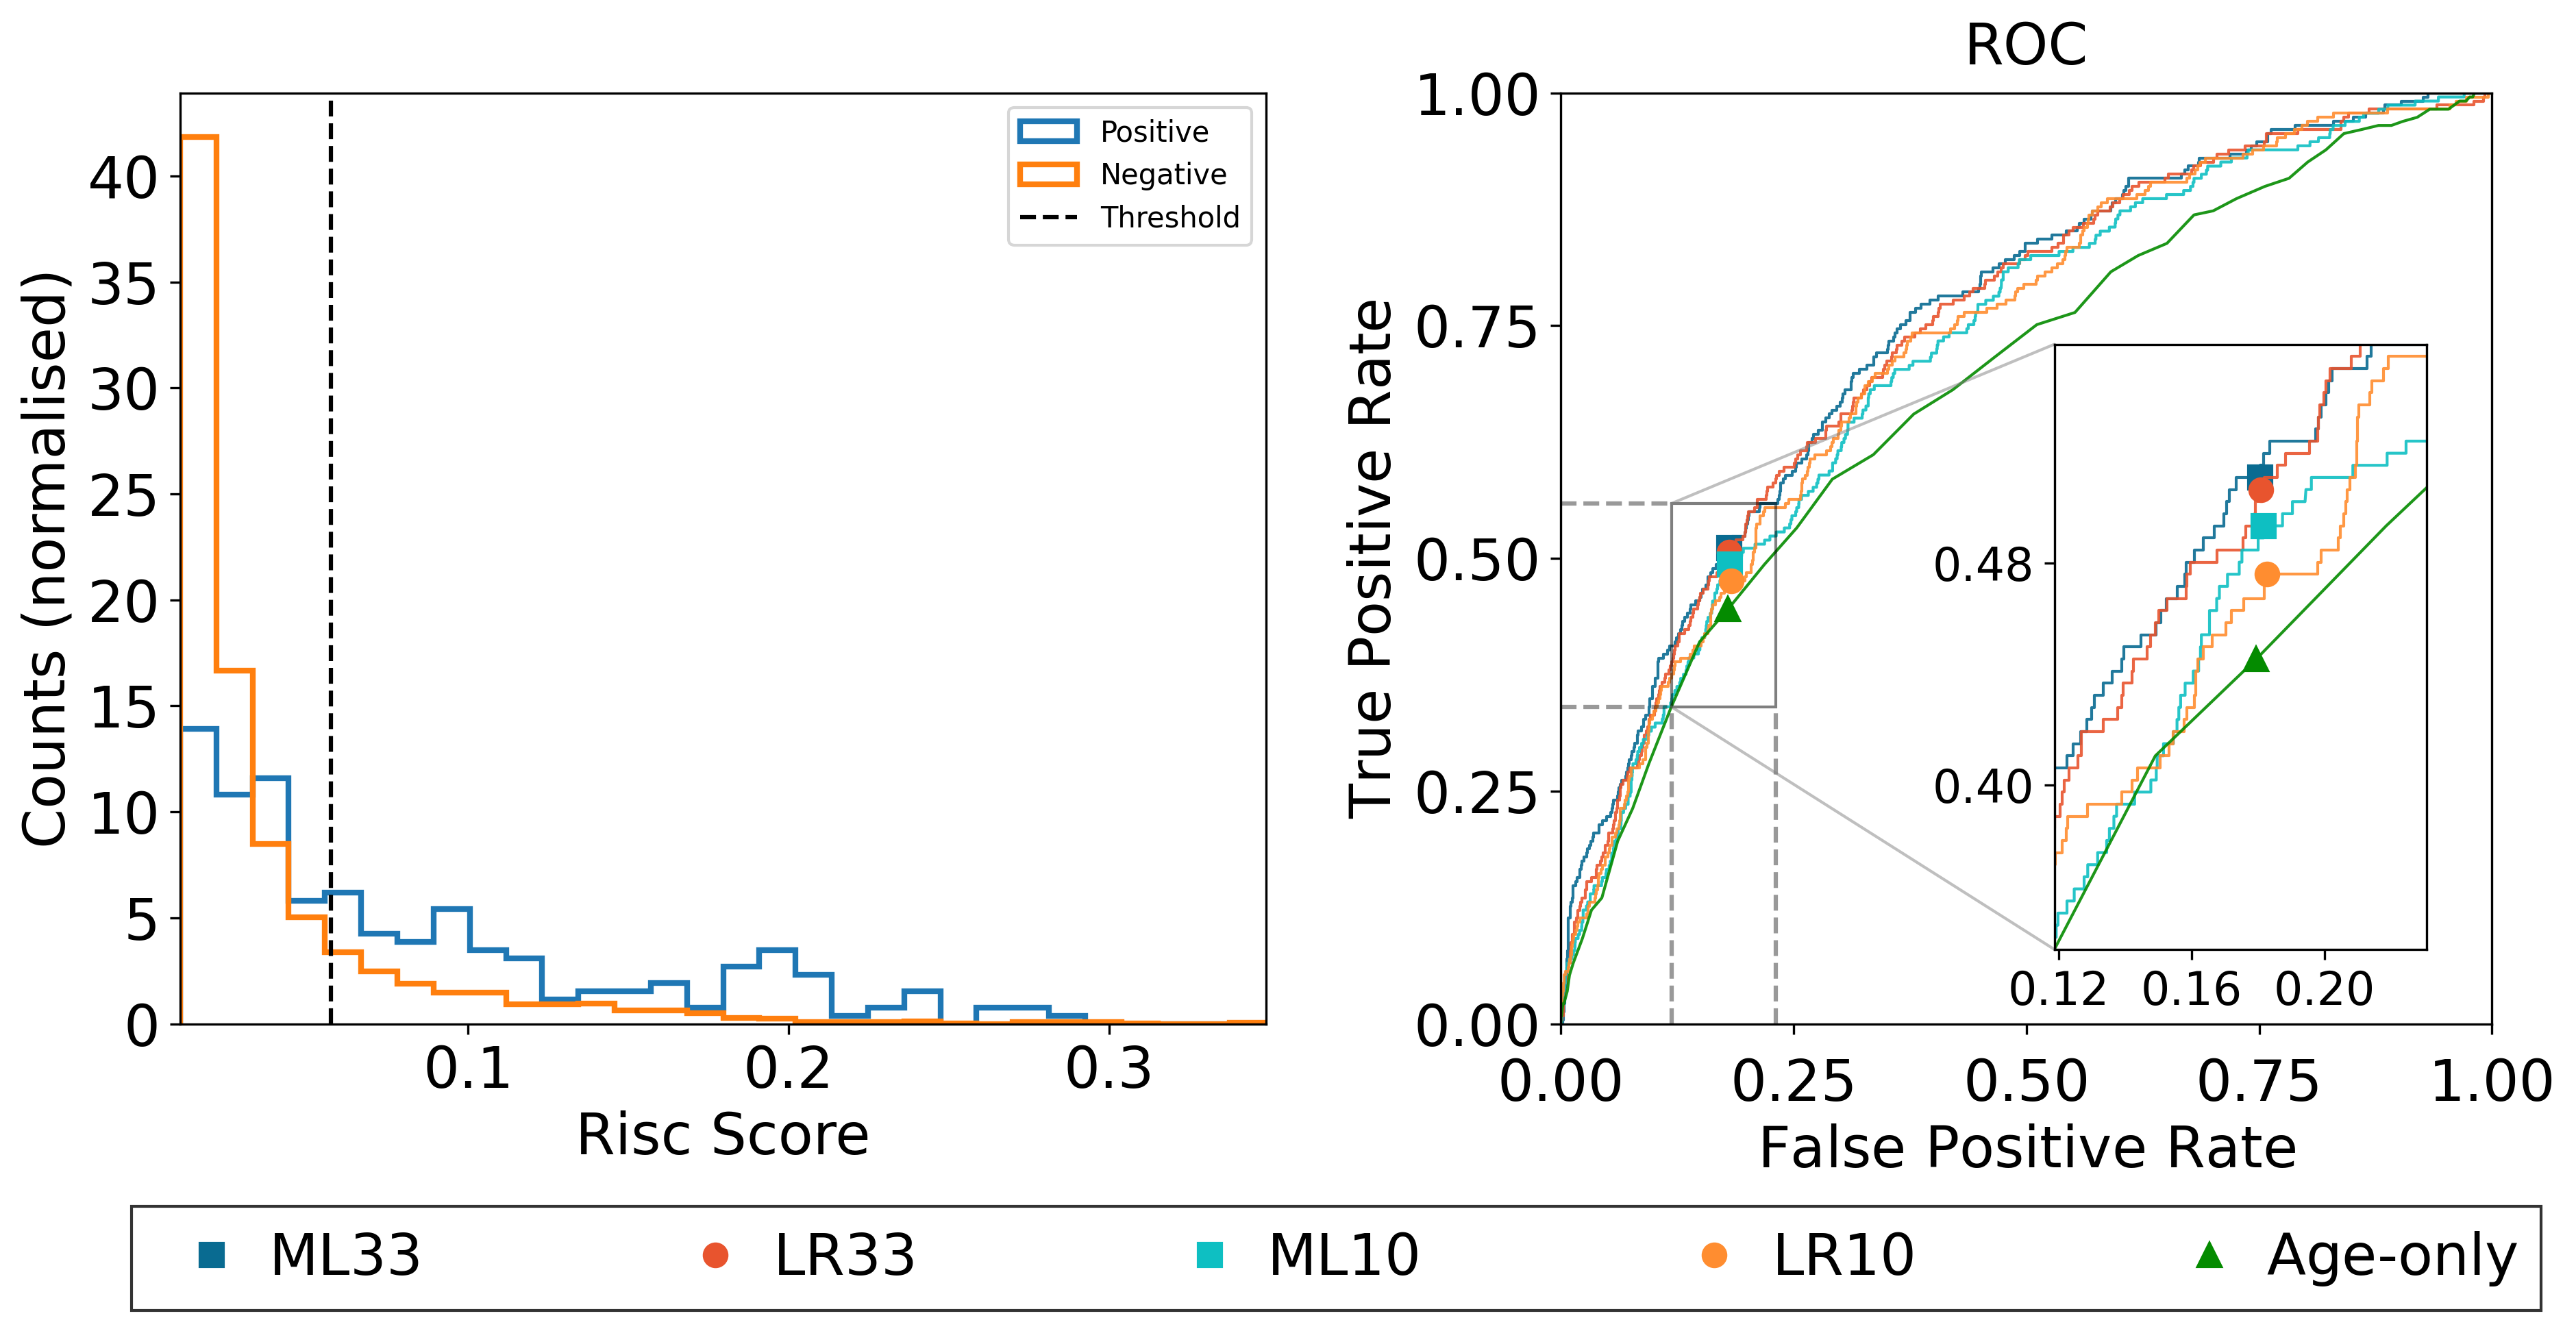 40
35
30
25
20
15
10
5
0
Counts (normalised)
Positive
Negative
Threshold
0.1 0.2 0.3
Risc Score
ROC
1.00
0.75
0.50
0.25
0.00
True Positive Rate
0.48
0.40
0.12 0.16 0.20
0.00 0.25 0.50 0.75 1.00
False Positive Rate
ML33 LR33 ML10 LR10 Age-only